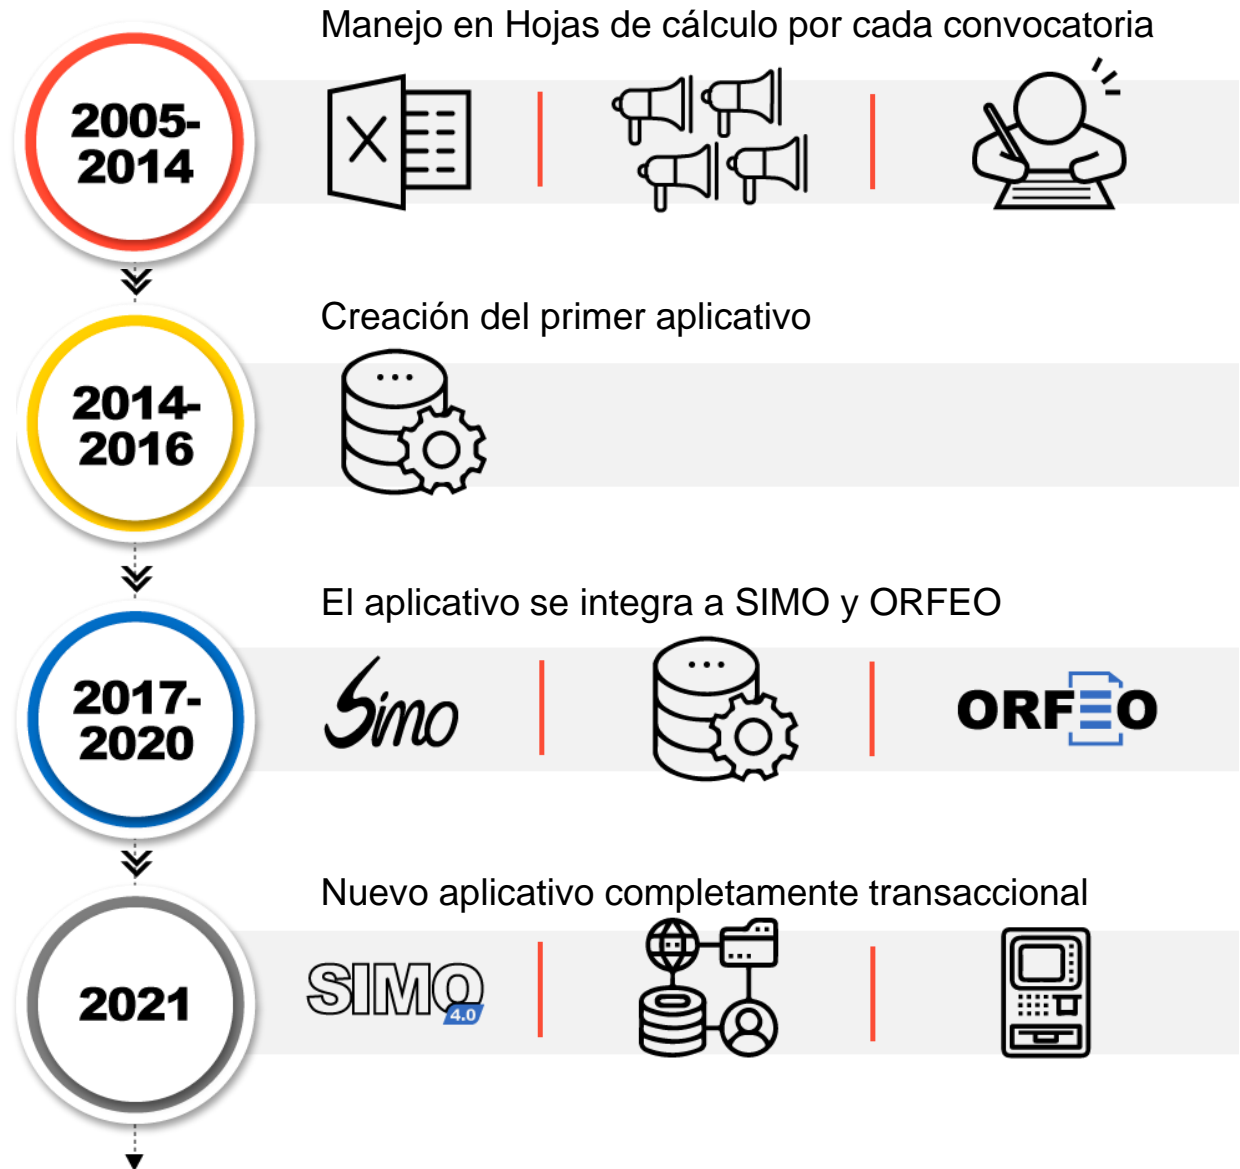 Manejo en Hojas de cálculo por cada convocatoria
2005-
2014
X
Creación del primer aplicativo
2014-
2016
El aplicativo se integra a SIMO y ORFEO
2017-
2020
Simo
ORFEO
Nuevo aplicativo completamente transaccional
2021
SIMO
4.0